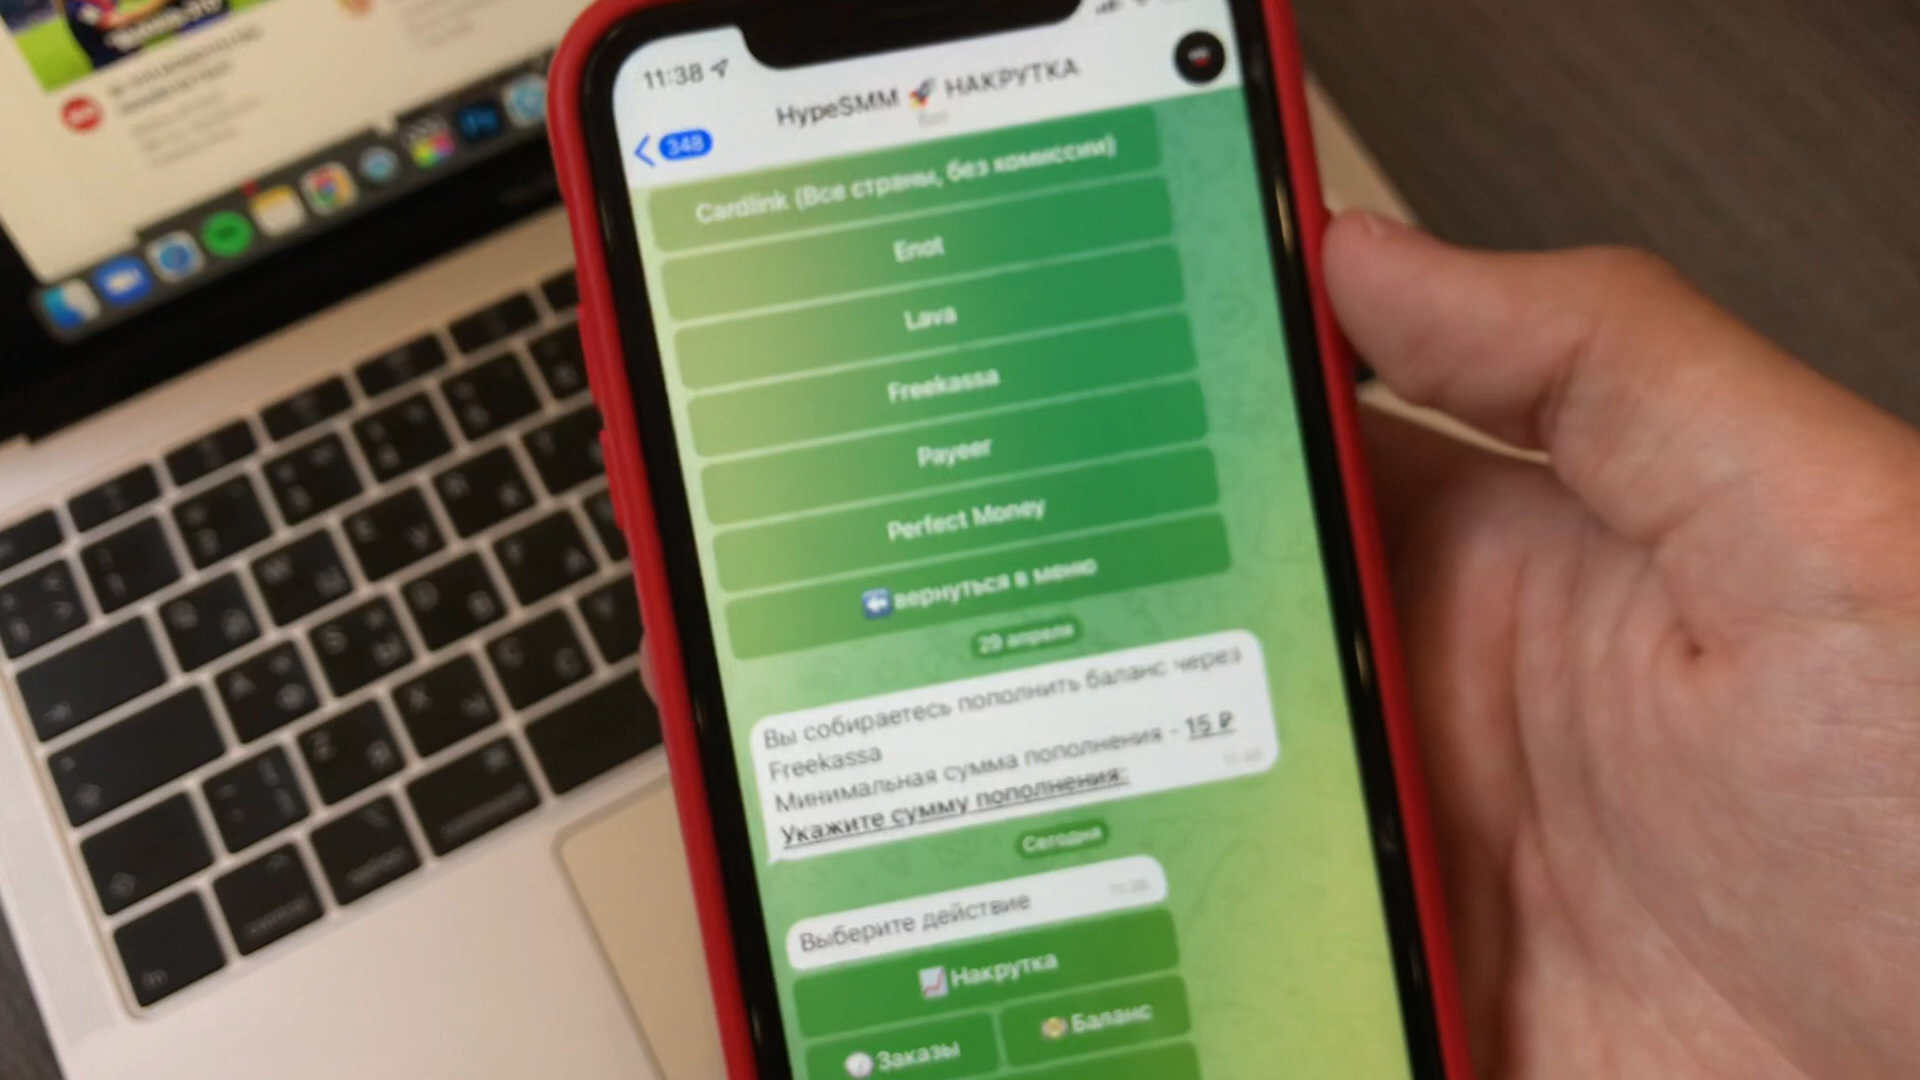 11:38
HypeSMM 🚀 НАКРУТКА
бот
348
Cardlink (Все страны, без комиссии)
Enot
Lava
Freekassa
Payeer
Perfect Money
⬅️вернуться в меню
29 апреля
Вы собираетесь пополнить баланс через
Freekassa
Минимальная сумма пополнения - 15 ₽
Укажите сумму пополнения:
Сегодня
Выберите действие
11:38
📈Накрутка
Заказы
Баланс